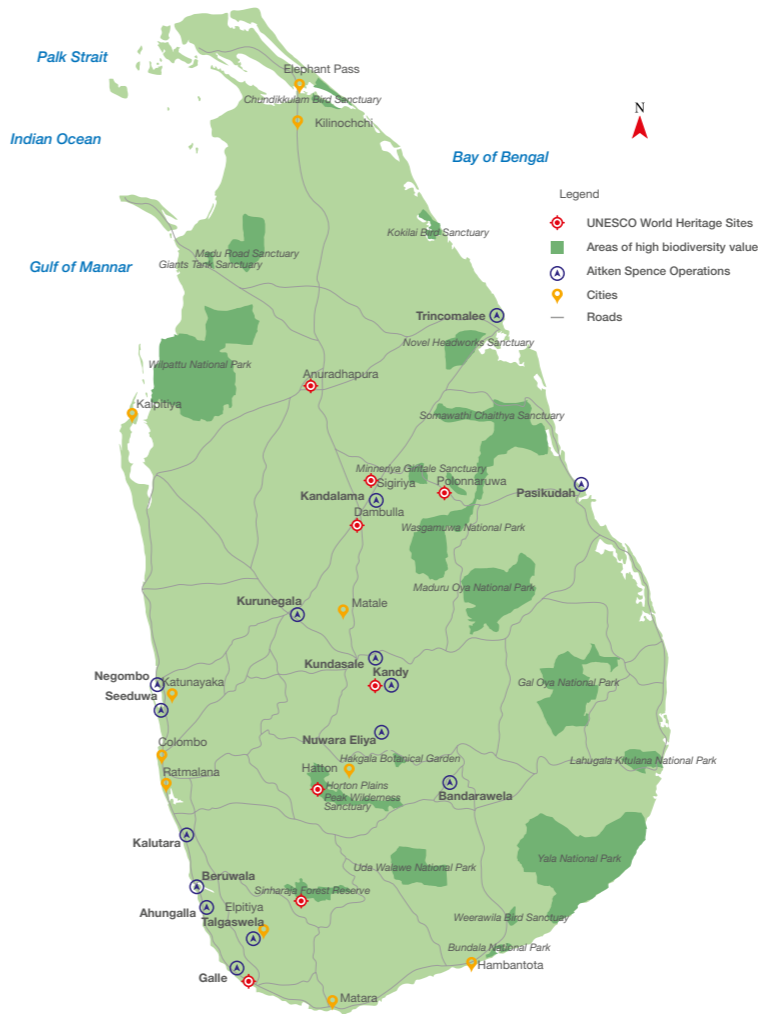 Palk Strait
Elephant Pass
Chundikkulam Bird Sanctuary
N
Kilinochchi
Indian Ocean
Bay of Bengal
Legend
UNESCO World Heritage Sites
Areas of high biodiversity value
Aitken Spence Operations
Cities
Roads
Kokilai Bird Sanctuary
Madu Road Sanctuary
Giants Tank Sanctuary
Gulf of Mannar
Trincomalee
Novel Headworks Sanctuary
Wilpattu National Park
Anuradhapura
Kalpitiya
Somawathi Chaithya Sanctuary
Minneriya Giritale Sanctuary
Sigiriya
Polonnaruwa
Kandalama
Pasikudah
Dambulla
Wasgamuwa National Park
Maduru Oya National Park
Kurunegala
Matale
Kundasale
Kandy
Negombo
Katunayaka
Seeduwa
Gal Oya National Park
Nuwara Eliya
Colombo
Hakgala Botanical Garden
Lahugala Kitulana National Park
Hatton
Ratmalana
Horton Plains
Peak Wilderness
Sanctuary
Bandarawela
Kalutara
Yala National Park
Uda Walawe National Park
Beruwala
Sinharaja Forest Reserve
Ahungalla
Elpitiya
Talgaswela
Weerawila Bird Sanctuay
Bundala National Park
Hambantota
Galle
Matara